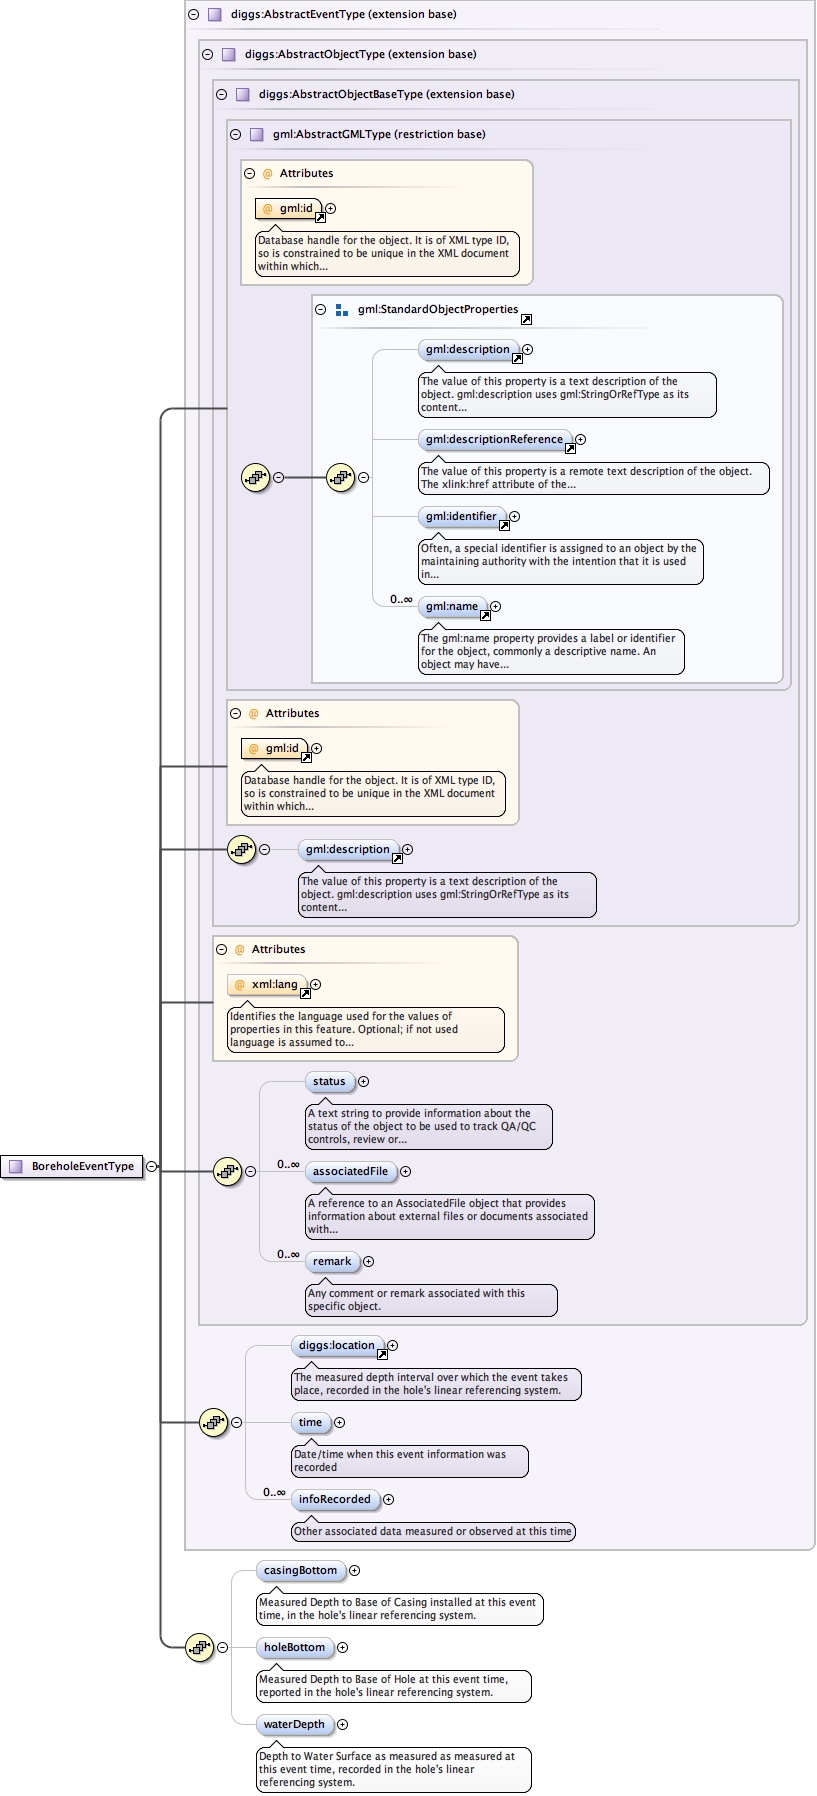 diggs:AbstractEventType (extension base)
diggs:AbstractObjectType (extension base)
diggs:AbstractObjectBaseType (extension base)
gml:AbstractGMLType (restriction base)
@ Attributes
@ gml:id
Database handle for the object. It is of XML type ID,
so is constrained to be unique in the XML document
within which...
gml:StandardObjectProperties
gml:description
The value of this property is a text description of the
object. gml:description uses gml:StringOrRefType as its
content...
gml:descriptionReference
The value of this property is a remote text description of the object.
The xlink:href attribute of the...
gml:identifier
Often, a special identifier is assigned to an object by the
maintaining authority with the intention that it is used
in...
0..∞
gml:name
The gml:name property provides a label or identifier
for the object, commonly a descriptive name. An
object may have...
@ Attributes
@ gml:id
Database handle for the object. It is of XML type ID,
so is constrained to be unique in the XML document
within which...
gml:description
The value of this property is a text description of the
object. gml:description uses gml:StringOrRefType as its
content...
@ Attributes
@ xml:lang
Identifies the language used for the values of
properties in this feature. Optional; if not used
language is assumed to...
status
A text string to provide information about the
status of the object to be used to track QA/QC
controls, review or...
BoreholeEventType
0..∞
associatedFile
A reference to an AssociatedFile object that provides
information about external files or documents associated
with...
0..∞
remark
Any comment or remark associated with this
specific object.
diggs:location
The measured depth interval over which the event takes
place, recorded in the hole's linear referencing system.
time
Date/time when this event information was
recorded
0..∞
infoRecorded
Other associated data measured or observed at this time
casingBottom
Measured Depth to Base of Casing installed at this event
time, in the hole's linear referencing system.
holeBottom
Measured Depth to Base of Hole at this event time,
reported in the hole's linear referencing system.
waterDepth
Depth to Water Surface as measured as measured at
this event time, recorded in the hole's linear
referencing system.